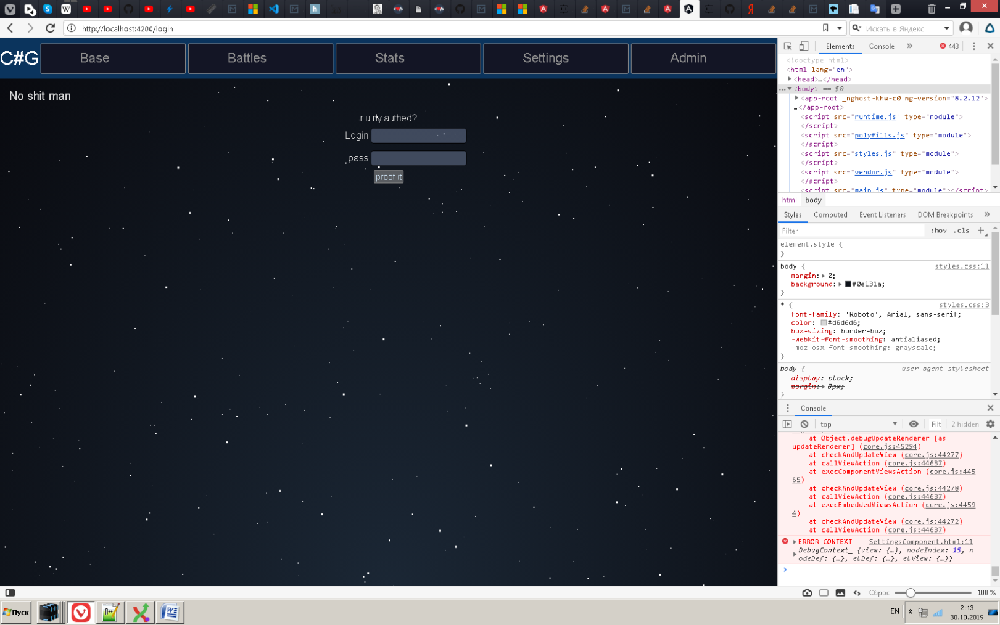 http://localhost:4200/login
Искать в Яндекс
C#G
Base
Battles
Stats
Settings
Admin
No shit man
r u ny authed?
Login
pass
proof it
Elements
Console
443
<!doctype html>
<html lang="en">
<head>…</head>
<body> == $0
<app-root _nghost-khw-c0 ng-version="8.2.12">
…</app-root>
<script src="runtime.js" type="module">
</script>
<script src="polyfills.js" type="module">
</script>
<script src="styles.js" type="module">
</script>
<script src="vendor.js" type="module">
</script>
<script src="main.js" type="module"></script>
html body
Styles Computed Event Listeners DOM Breakpoints
Filter :hov .cls
element.style {
}
body { styles.css:11
margin: 0;
background: #0e131a;
}
* { styles.css:3
font-family: 'Roboto', Arial, sans-serif;
color: #d6d6d6;
box-sizing: border-box;
-webkit-font-smoothing: antialiased;
-moz-osx-font-smoothing: grayscale;
}
body { user agent stylesheet
display: block;
margin: 8px;
}
Console
top Filt 2 hidden
at Object.debugUpdateRenderer [as
updateRenderer] (core.js:45294)
at checkAndUpdateView (core.js:44277)
at callViewAction (core.js:44637)
at execComponentViewsAction (core.js:445
65)
at checkAndUpdateView (core.js:44278)
at callViewAction (core.js:44637)
at execEmbeddedViewsAction (core.js:4459
4)
at checkAndUpdateView (core.js:44272)
at callViewAction (core.js:44637)
ERROR CONTEXT SettingsComponent.html:11
DebugContext_ {view: {…}, nodeIndex: 15, n
odeDef: {…}, elDef: {…}, elView: {…}}
Сброс 100 %
Пуск
EN
2:43
30.10.2019